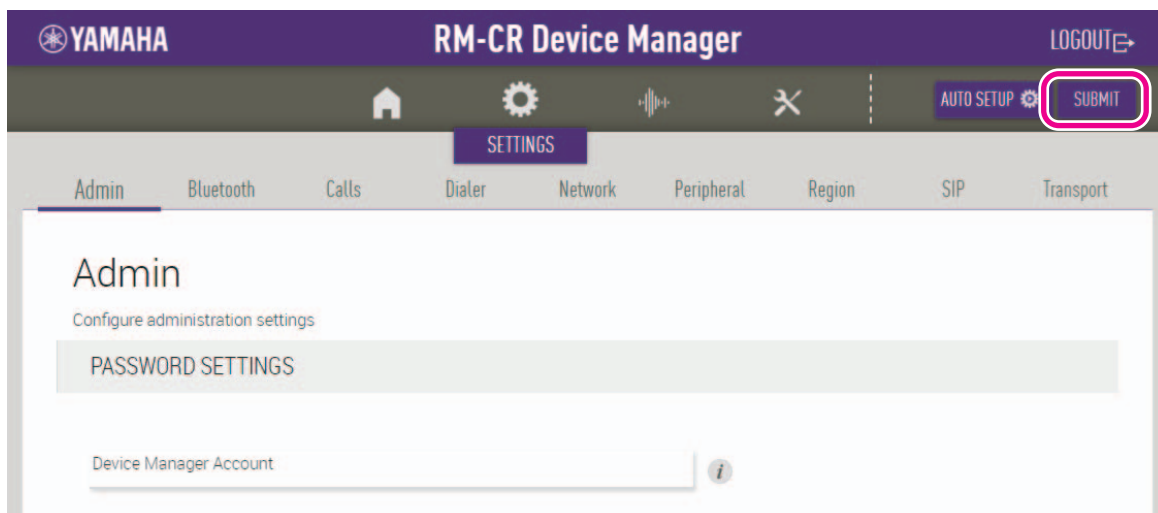 YAMAHA RM-CR Device Manager LOGOUT
AUTO SETUP SUBMIT
SETTINGS
Admin Bluetooth Calls Dialer Network Peripheral Region SIP Transport
Admin
Configure administration settings
PASSWORD SETTINGS
Device Manager Account i